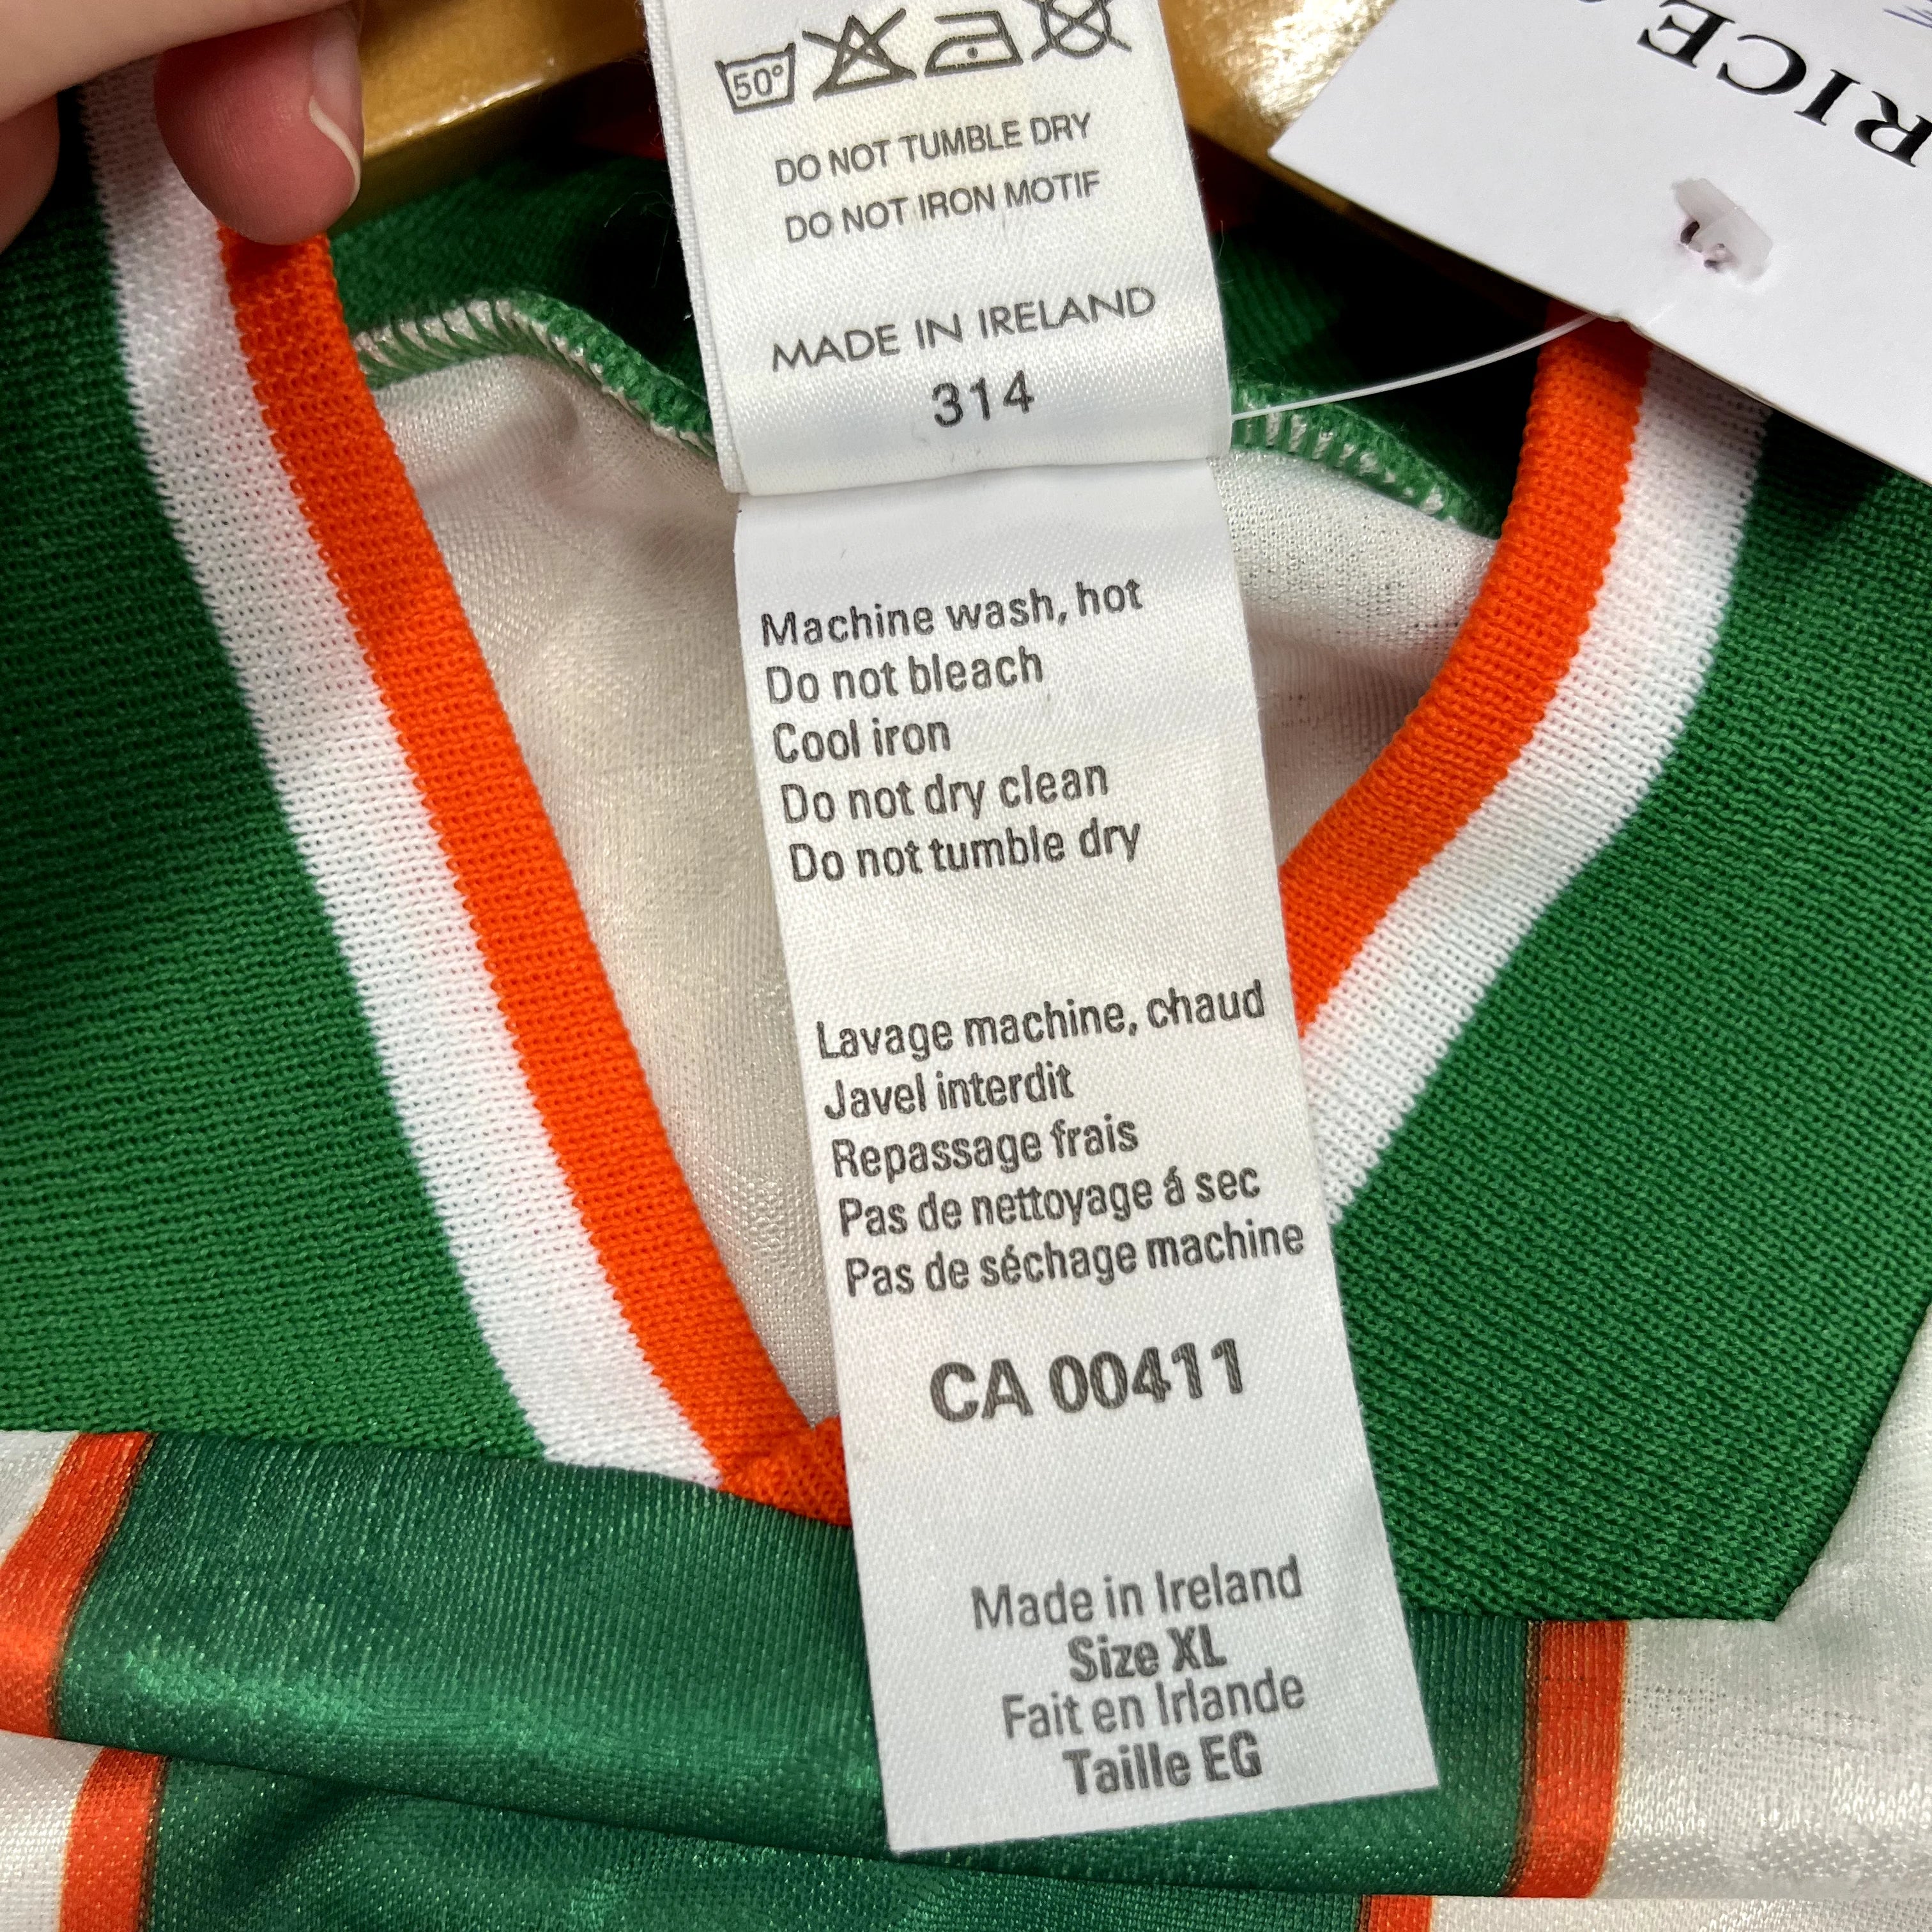 50°
DO NOT TUMBLE DRY
DO NOT IRON MOTIF
MADE IN IRELAND
314
Machine wash, hot
Do not bleach
Cool iron
Do not dry clean
Do not tumble dry
Lavage machine, chaud
Javel interdit
Repassage frais
Pas de nettoyage á sec
Pas de séchage machine
CA 00411
Made in Ireland
Size XL
Fait en Irlande
Taille EG
RICE